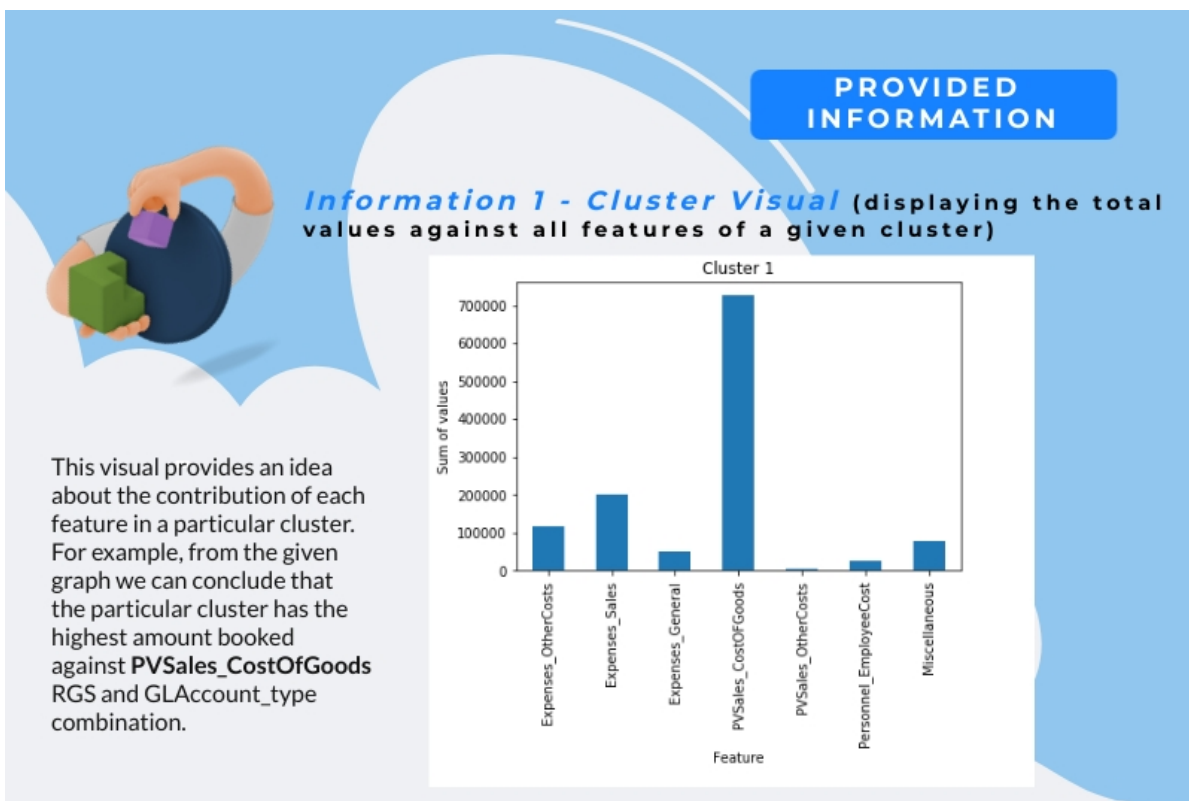 PROVIDED
INFORMATION
Information 1 - Cluster Visual (displaying the total
values against all features of a given cluster)
This visual provides an idea
about the contribution of each
feature in a particular cluster.
For example, from the given
graph we can conclude that
the particular cluster has the
highest amount booked
against PVSales_CostOfGoods
RGS and GLAccount_type
combination.
Cluster 1
Sum of values
700000
600000
500000
400000
300000
200000
100000
0
Expenses_OtherCosts
Expenses_Sales
Expenses_General
PVSales_CostOFGoods
PVSales_OtherCosts
Personnel_EmployeeCost
Miscellaneous
Feature